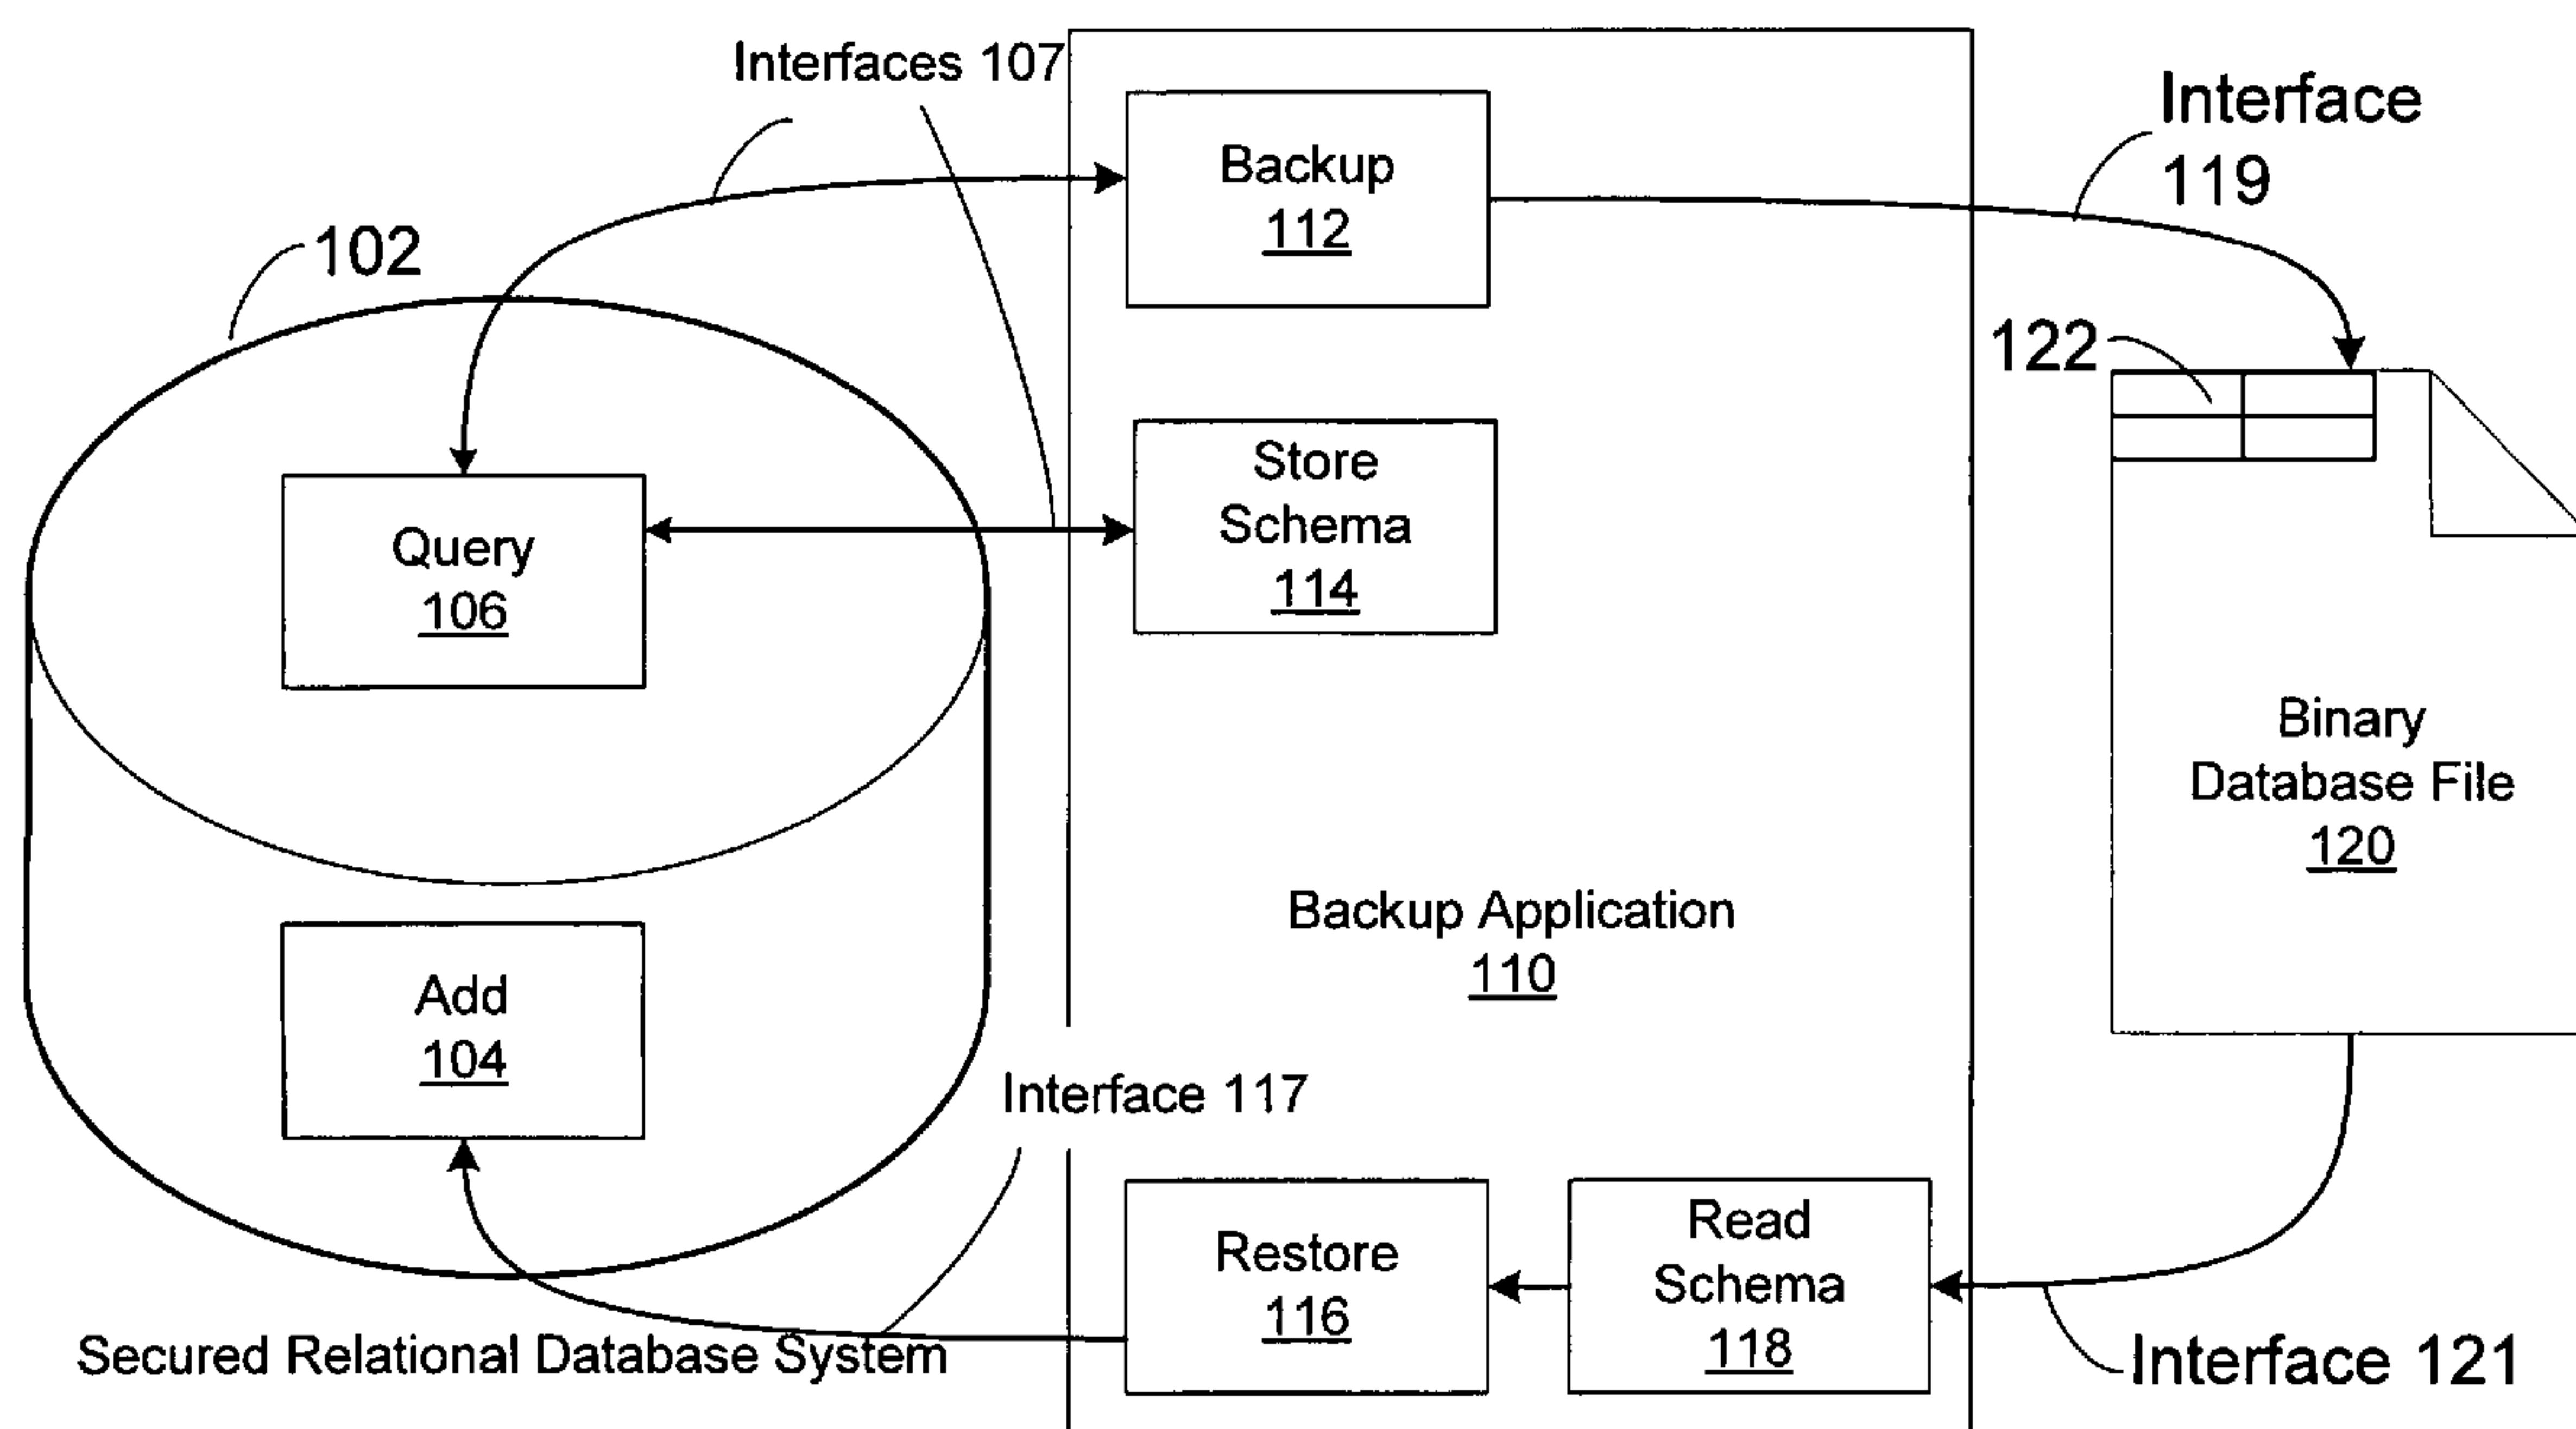 Interfaces 107
Interface
119
Backup
112
102
122
Store
Schema
114
Query
106
Binary
Database File
120
Backup Application
110
Add
104
Interface 117
Restore
116
Read
Schema
118
Secured Relational Database System
Interface 121